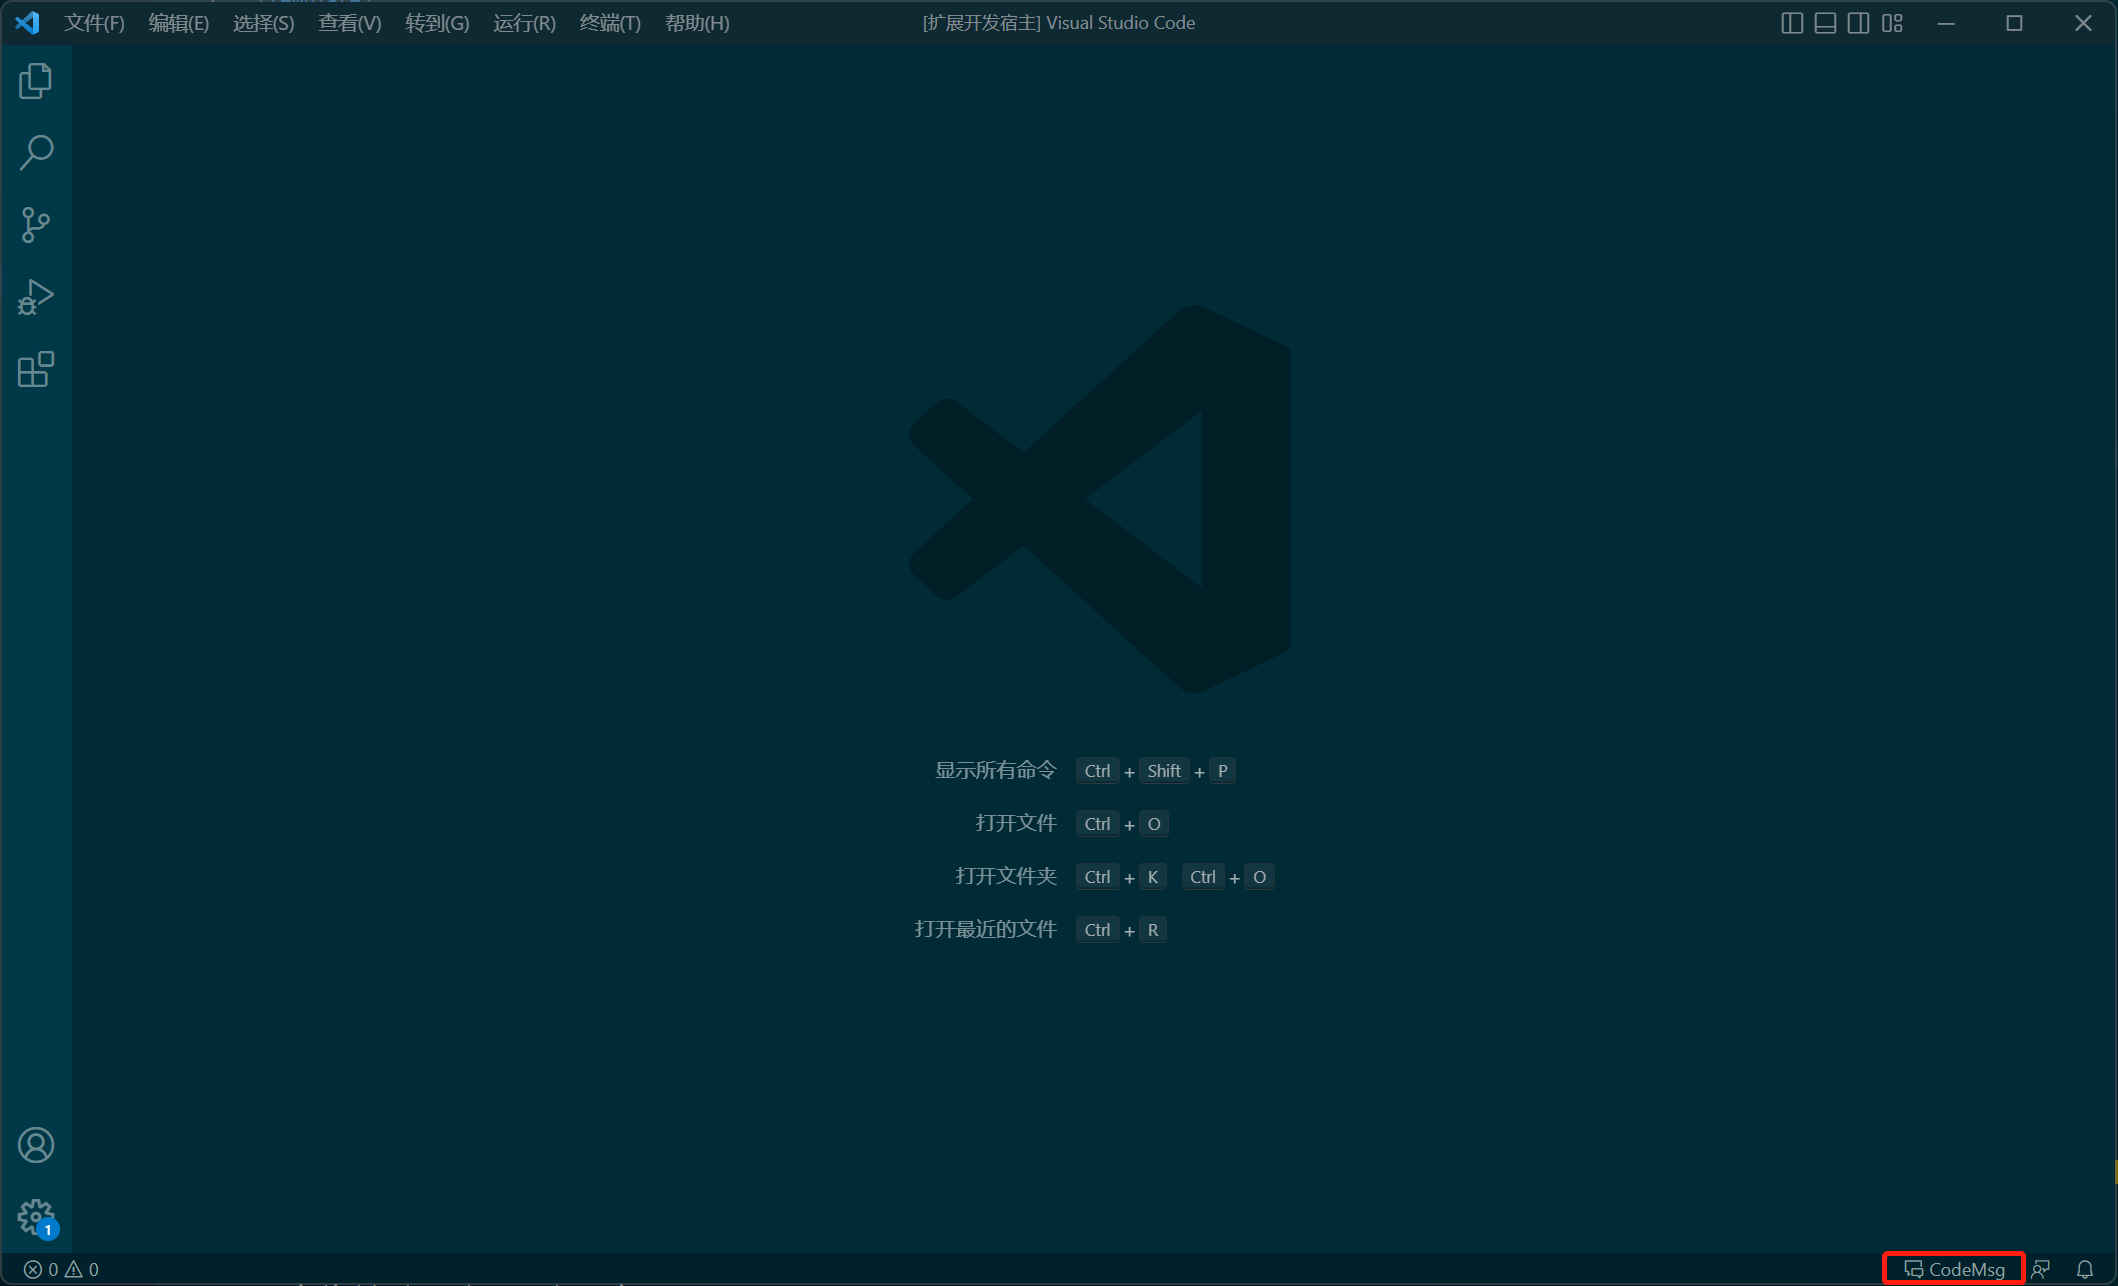 文件(F) 编辑(E) 选择(S) 查看(V) 转到(G) 运行(R) 终端(T) 帮助(H) [扩展开发宿主] Visual Studio Code
显示所有命令 Ctrl + Shift + P
打开文件 Ctrl + O
打开文件夹 Ctrl + K Ctrl + O
打开最近的文件 Ctrl + R
1
0 0 CodeMsg